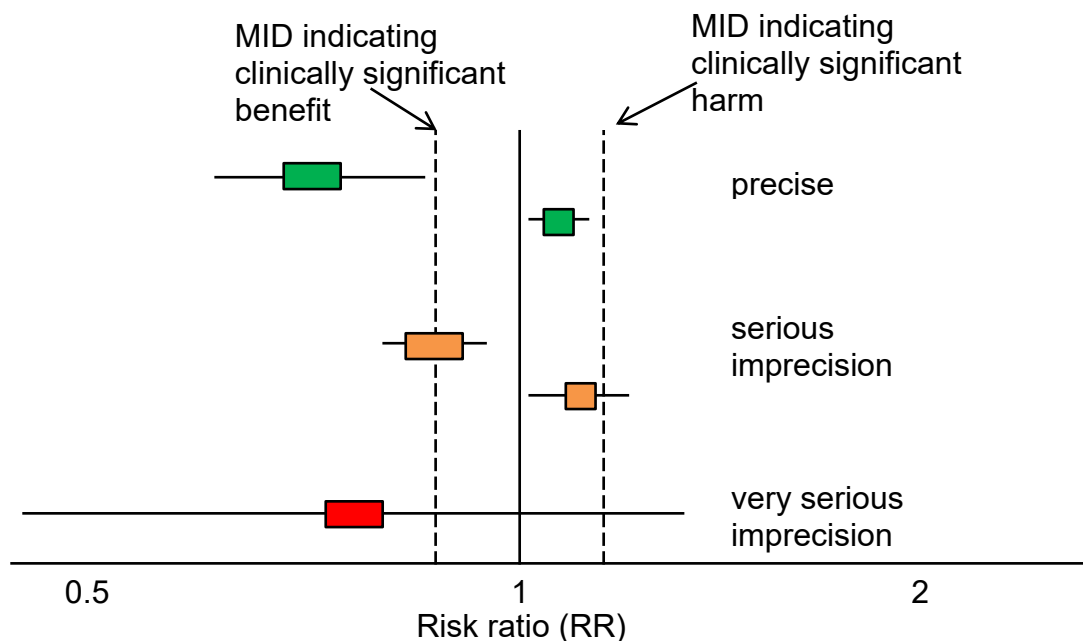 MID indicating
clinically significant
benefit
MID indicating
clinically significant
harm
precise
serious
imprecision
very serious
imprecision
0.5
1
2
Risk ratio (RR)